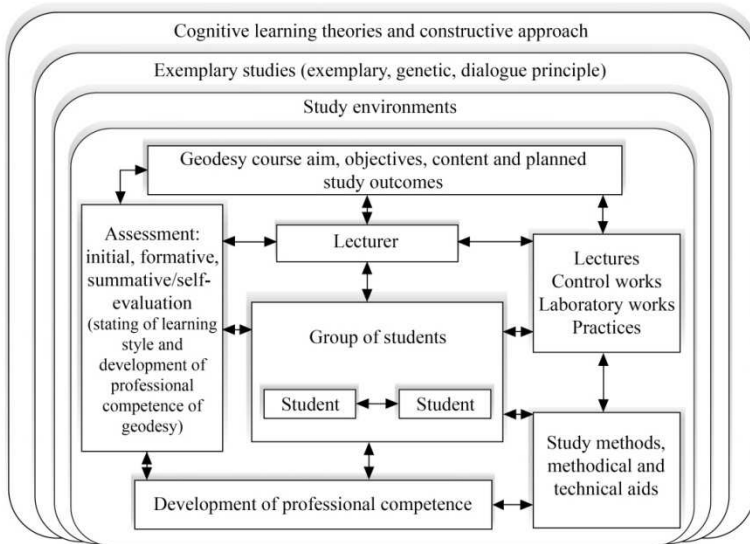 Cognitive learning theories and constructive approach
Exemplary studies (exemplary, genetic, dialogue principle)
Study environments
Geodesy course aim, objectives, content and planned
study outcomes
Assessment:
initial, formative,
summative/self-
evaluation
(stating of learning
style and
development of
professional
competence of
geodesy)
Lecturer
Lectures
Control works
Laboratory works
Practices
Group of students
Student
Student
Study methods,
methodical and
technical aids
Development of professional competence